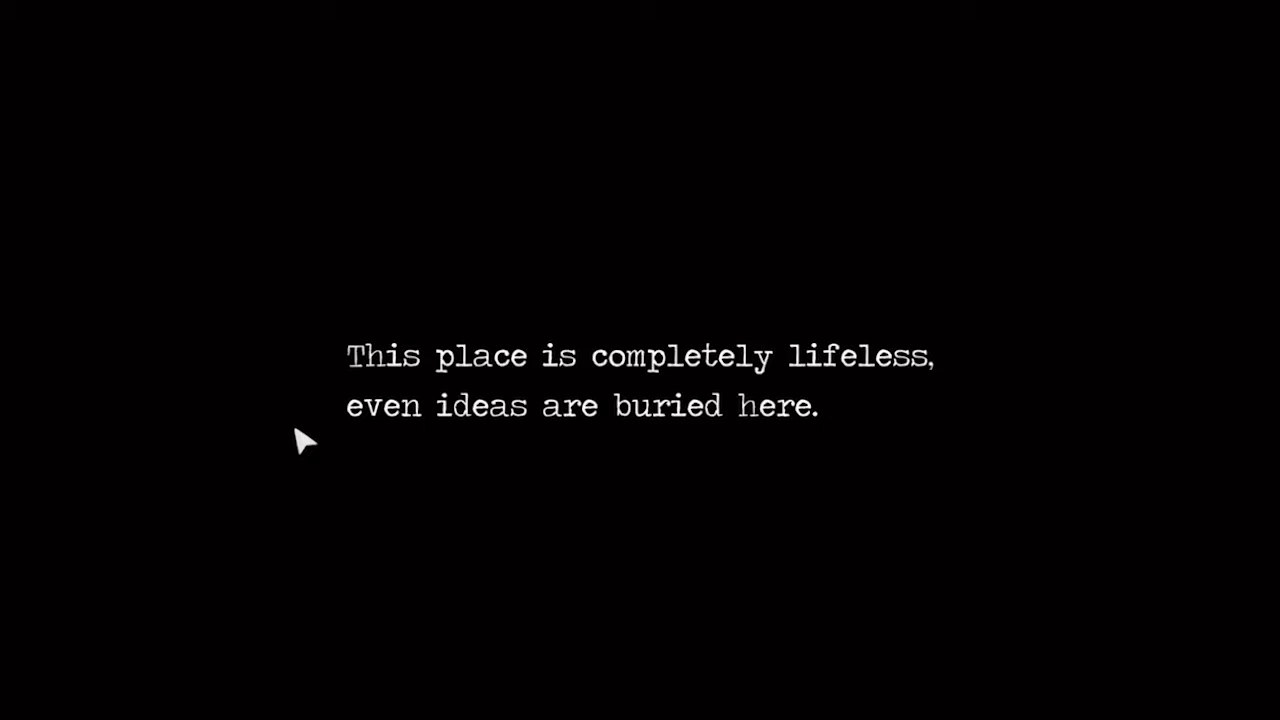 This place is completely lifeless,
even ideas are buried here.